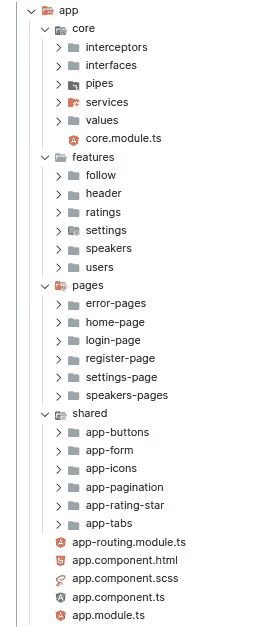 app
core
interceptors
interfaces
pipes
services
values
core.module.ts
features
follow
header
ratings
settings
speakers
users
pages
error-pages
home-page
login-page
register-page
settings-page
speakers-pages
shared
app-buttons
app-form
app-icons
app-pagination
app-rating-star
app-tabs
app-routing.module.ts
app.component.html
app.component.scss
app.component.ts
app.module.ts